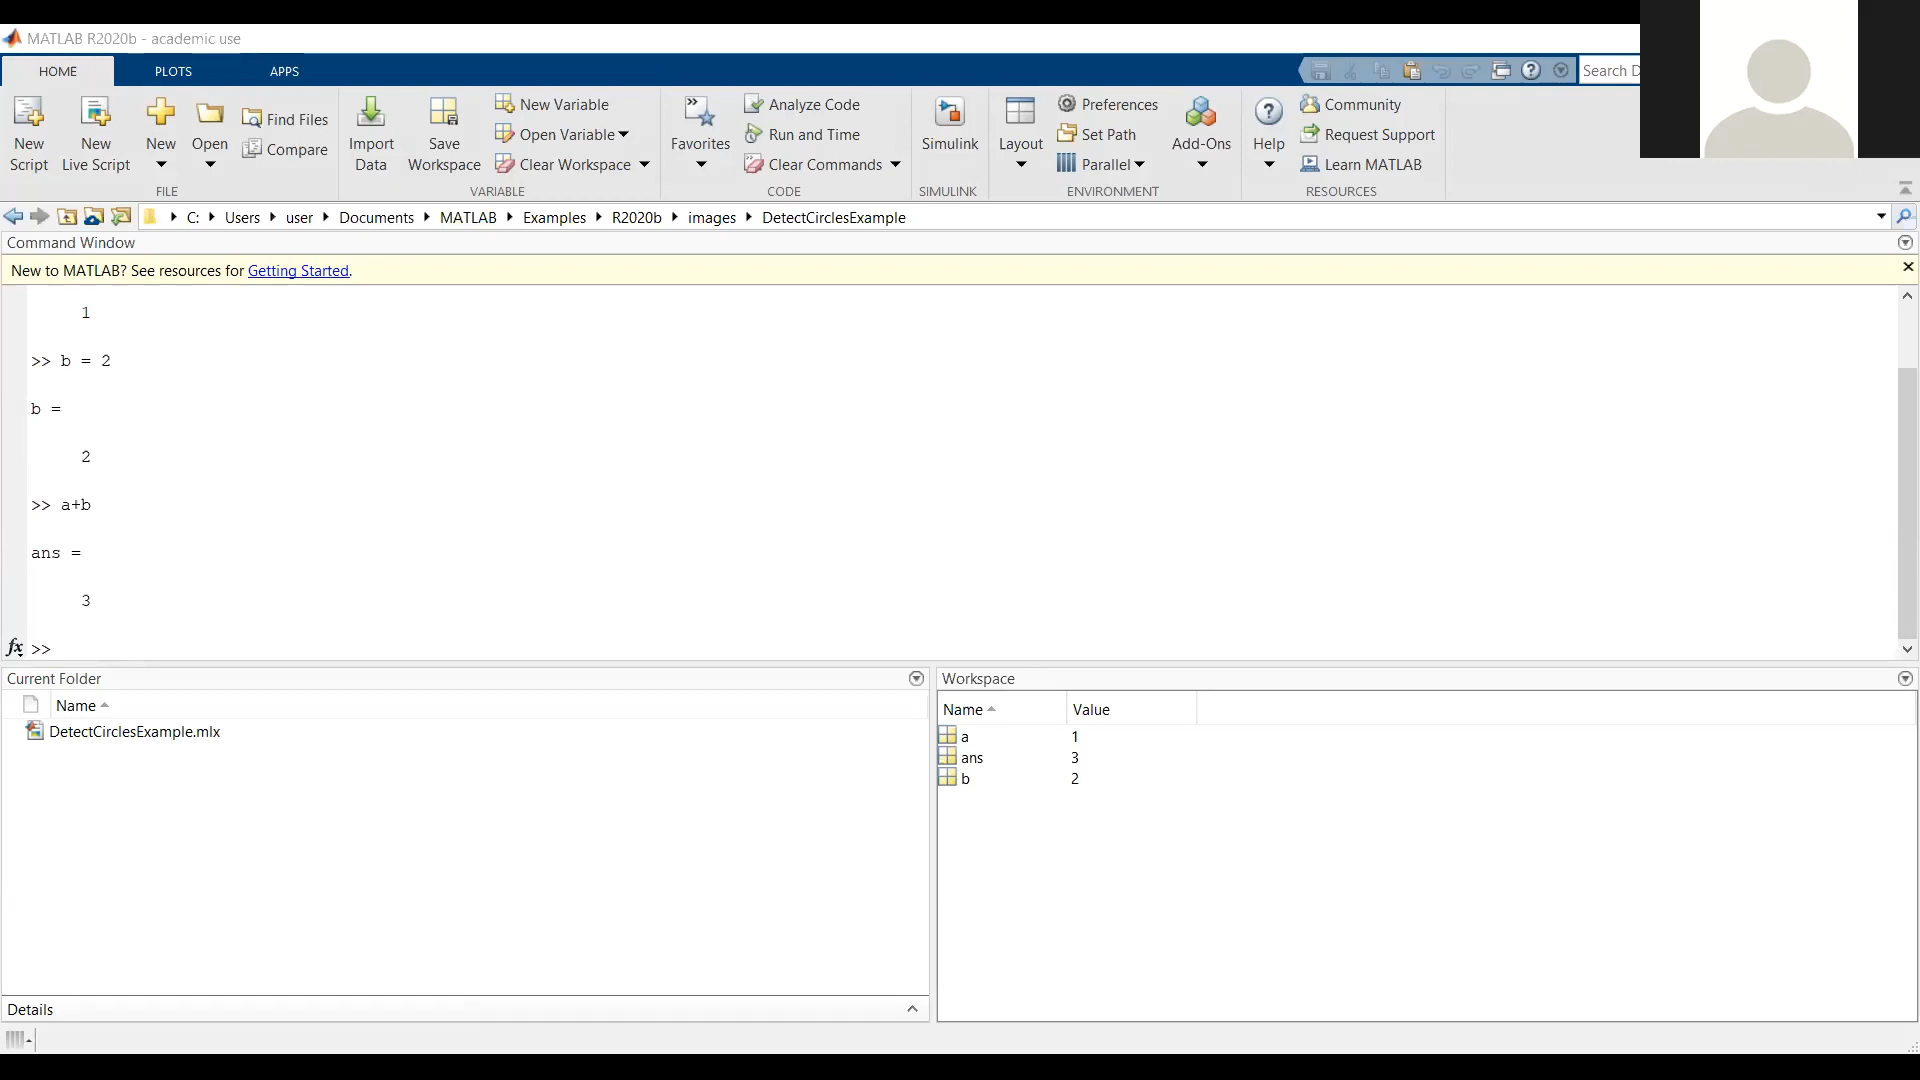 MATLAB R2020b - academic use
HOME PLOTS APPS
Search D
New Script
New Live Script
New
Open
Find Files
Compare
FILE
Import Data
Save Workspace
New Variable
Open Variable
Clear Workspace
VARIABLE
Favorites
Analyze Code
Run and Time
Clear Commands
CODE
Simulink
SIMULINK
Layout
Preferences
Set Path
Parallel
Add-Ons
ENVIRONMENT
Help
Community
Request Support
Learn MATLAB
RESOURCES
C: Users user Documents MATLAB Examples R2020b images DetectCirclesExample
Command Window
New to MATLAB? See resources for Getting Started.
1
>> b = 2
b =
2
>> a+b
ans =
3
fx >>
Current Folder
Name
DetectCirclesExample.mlx
Details
Workspace
Name Value
a 1
ans 3
b 2